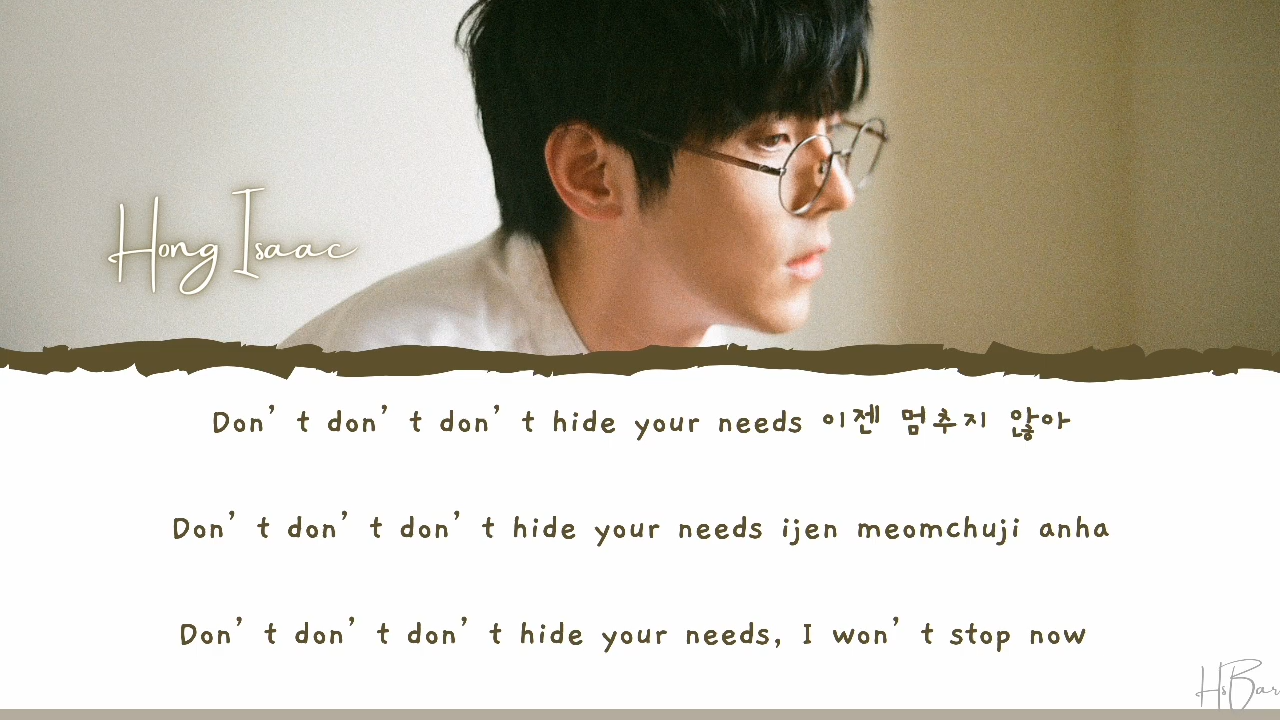 Hong Isaac
Don't don't don't hide your needs 이젠 멈추지 않아
Don't don't don't hide your needs ijen meomchuji anha
Don't don't don't hide your needs, I won't stop now